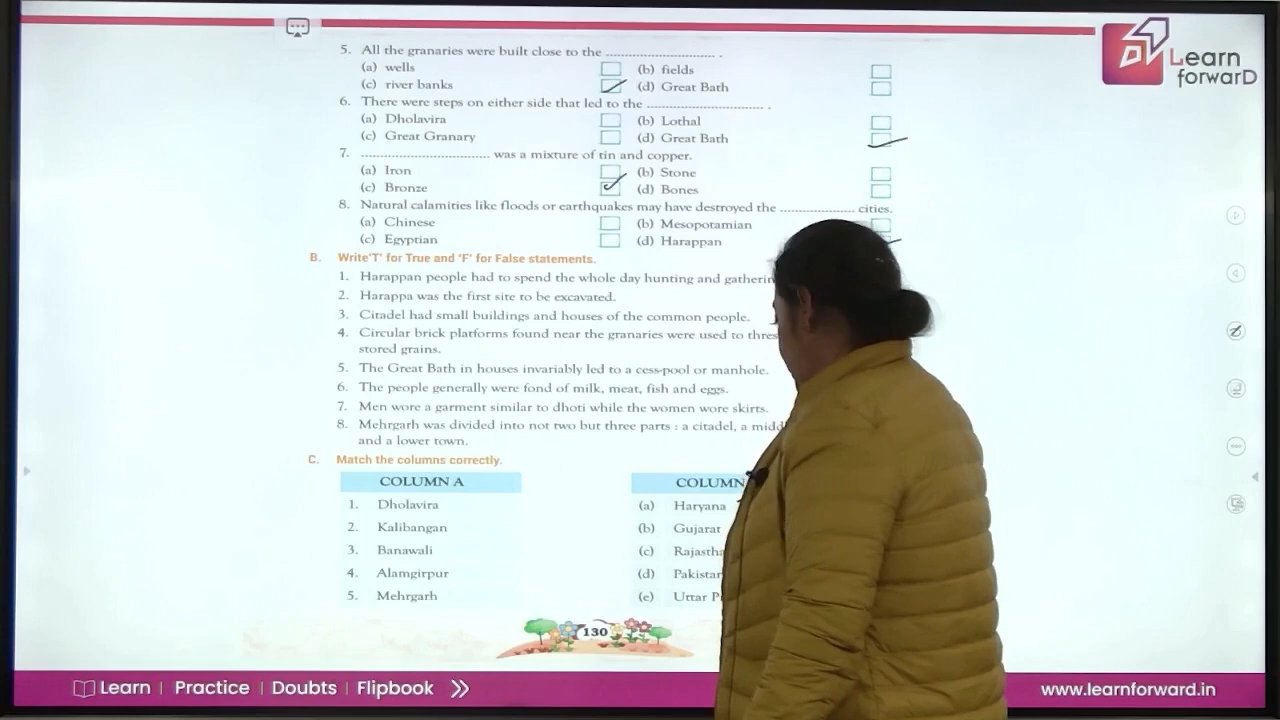 Learn
forwarD
5. All the granaries were built close to the ............................ .
(a) wells (b) fields
(c) river banks (d) Great Bath
6. There were steps on either side that led to the ............................ .
(a) Dholavira (b) Lothal
(c) Great Granary (d) Great Bath
7. ............................ was a mixture of tin and copper.
(a) Iron (b) Stone
(c) Bronze (d) Bones
8. Natural calamities like floods or earthquakes may have destroyed the .................. cities.
(a) Chinese (b) Mesopotamian
(c) Egyptian (d) Harappan
B. Write 'T' for True and 'F' for False statements.
1. Harappan people had to spend the whole day hunting and
2. Harappa was the first site to be excavated.
3. Citadel had small buildings and houses of the common people.
4. Circular brick platforms found near the granaries were used to
stored grains.
5. The Great Bath in houses invariably led to a cess-pool or manhole.
6. The people generally were fond of milk, meat, fish and eggs.
7. Men wore a garment similar to dhoti while the women wore skirts.
8. Mehrgarh was divided into not two but three parts : a citadel, a
and a lower town.
C. Match the columns correctly.
COLUMN A COLUMN
1. Dholavira (a) Haryana
2. Kalibangan (b) Gujarat
3. Banawali (c)
4. Alamgirpur (d)
5. Mehrgarh (e) Uttar
130
Learn | Practice | Doubts | Flipbook
www.learnforward.in